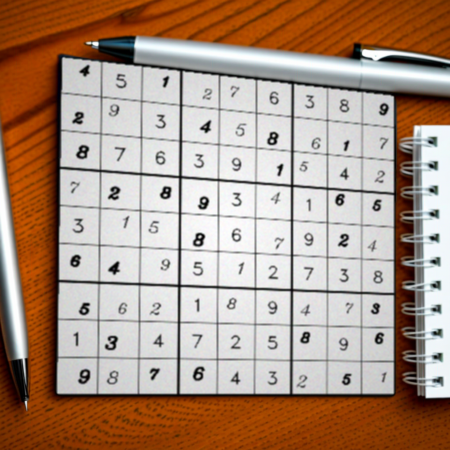 4 5 1 2 7 6 3 8 9
2 9 3 4 5 8 6 1 7
8 7 6 3 9 1 5 4 2
7 2 8 9 3 4 1 6 5
3 1 5 8 6 7 9 2 4
6 4 9 5 1 2 7 3 8
5 6 2 1 8 9 4 7 3
1 3 4 7 2 5 8 9 6
9 8 7 6 4 3 2 5 1